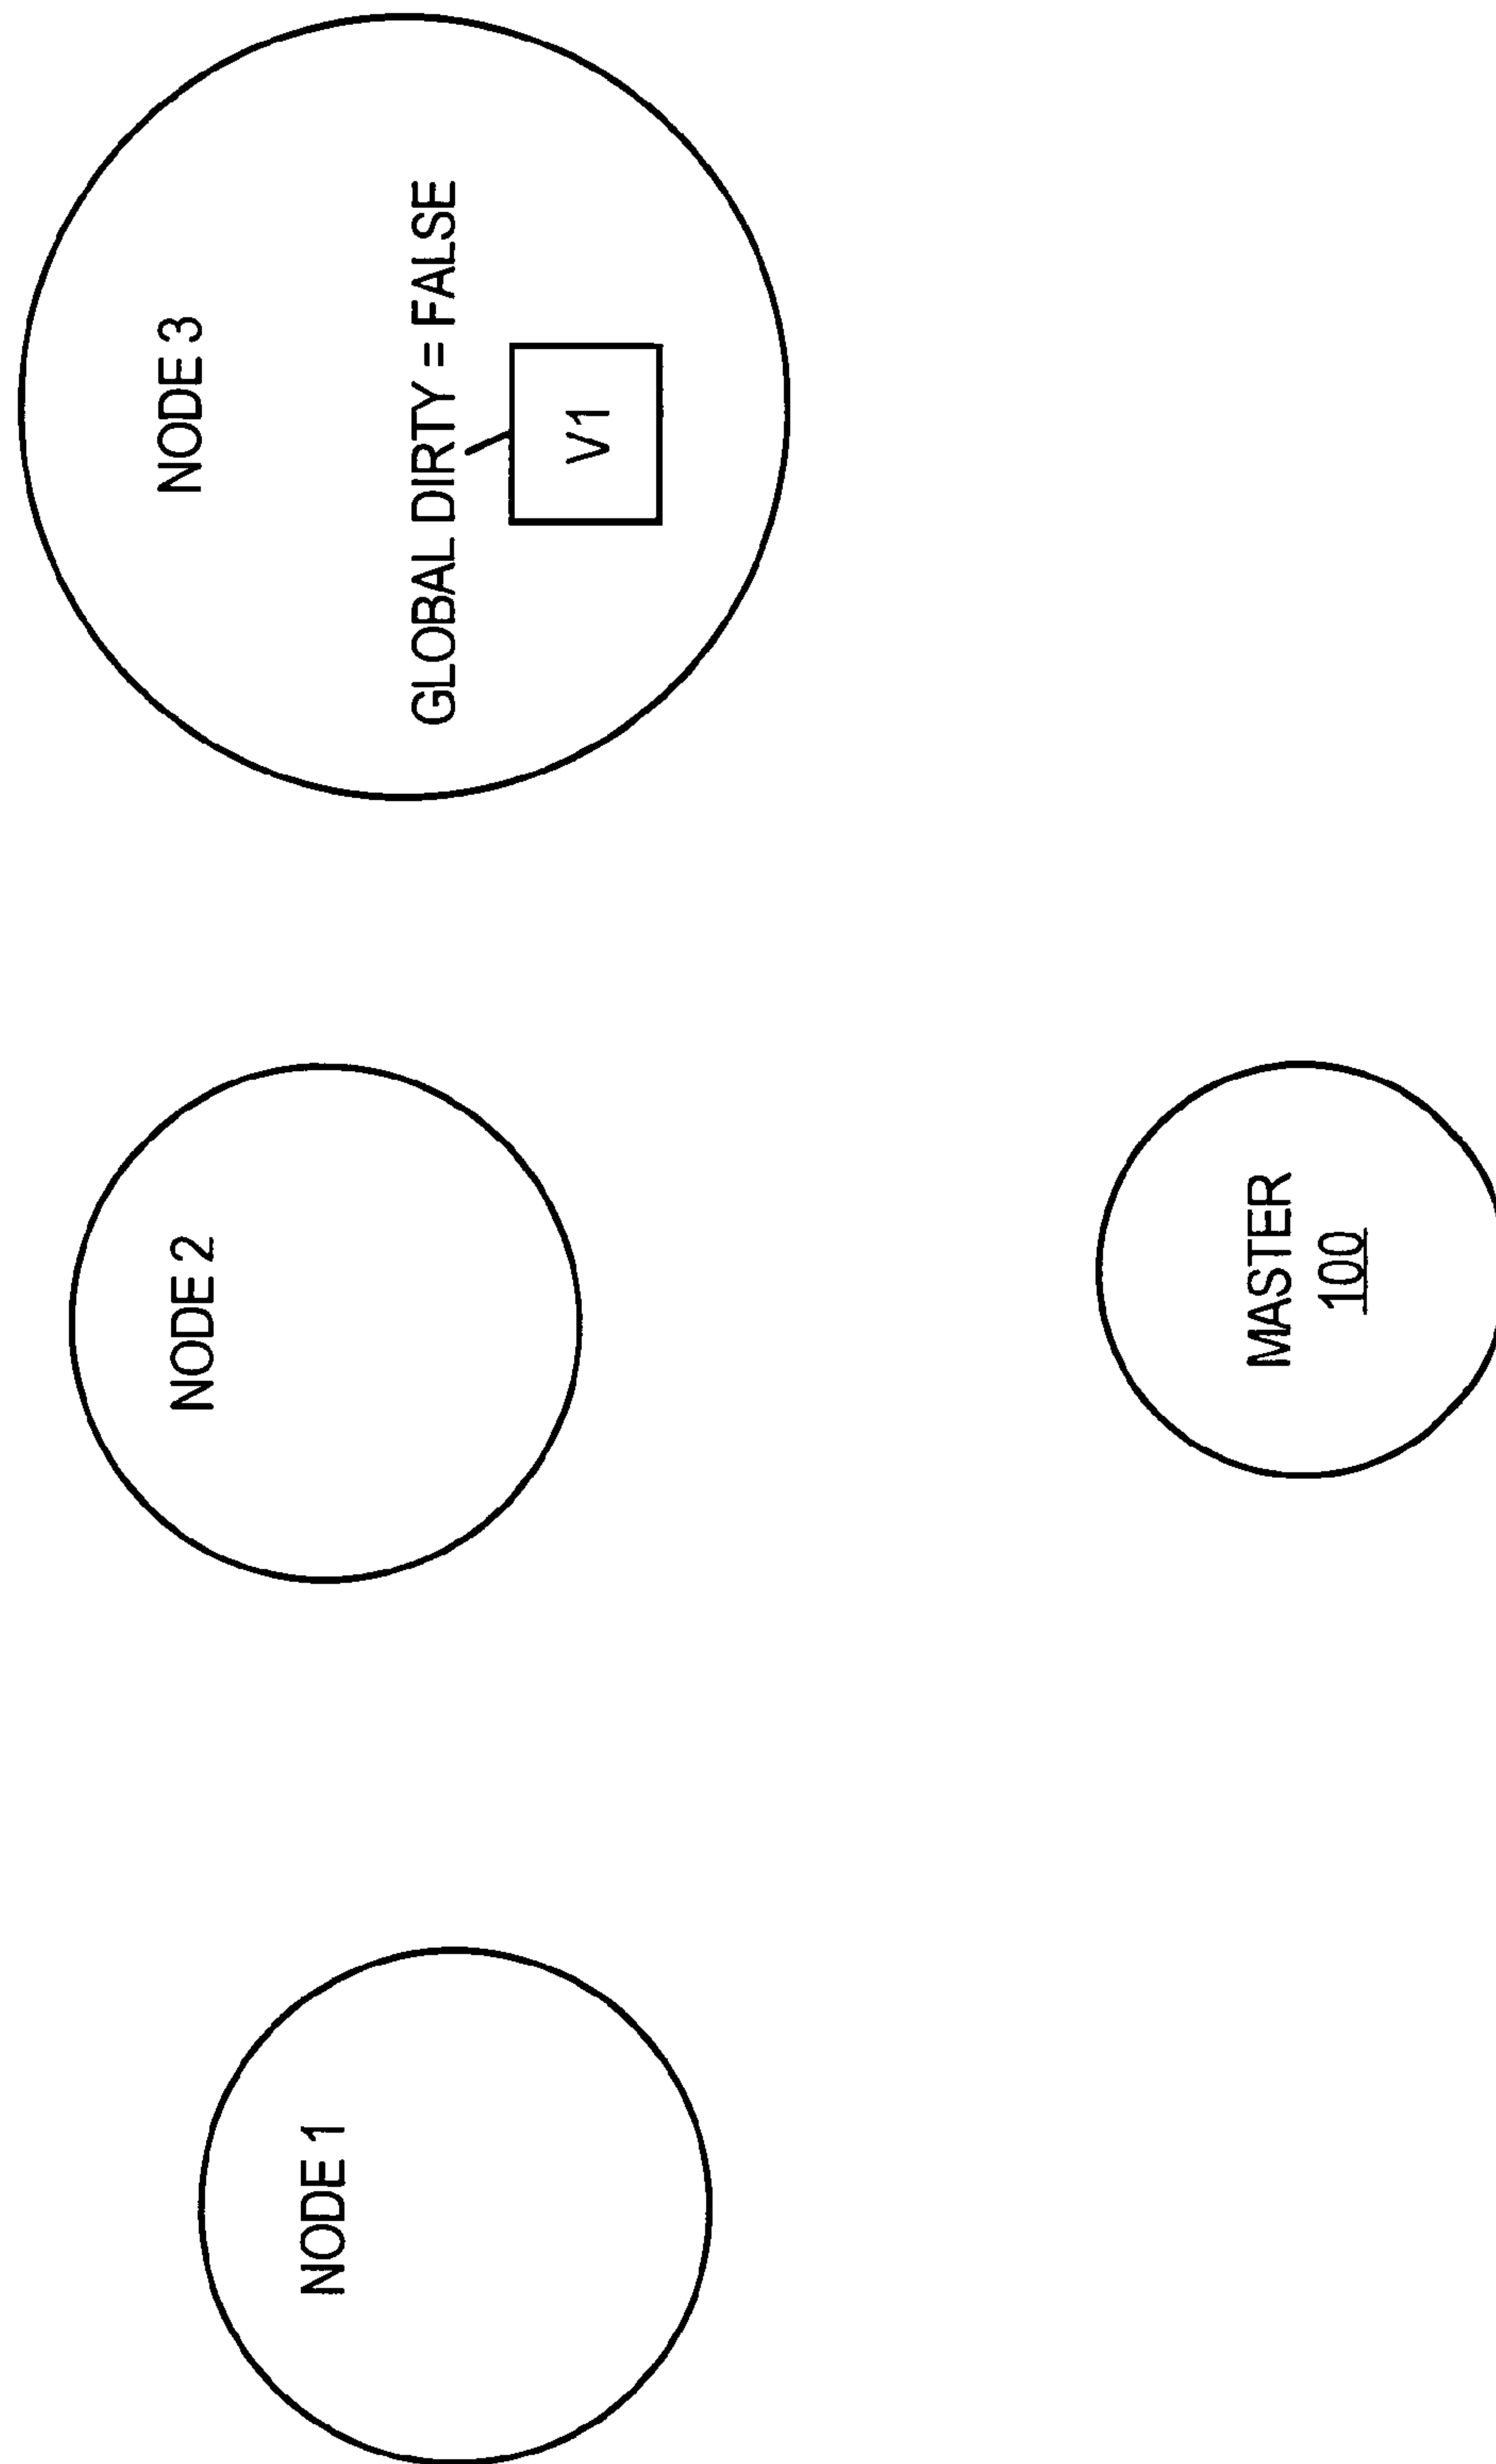 NODE 1
NODE 2
NODE 3
GLOBAL DIRTY = FALSE
V1
MASTER
100